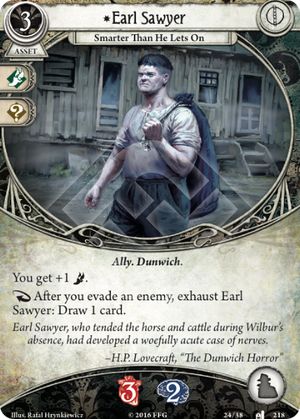 3
Earl Sawyer
ASSET
Smarter Than He Lets On
Ally. Dunwich.
You get +1 .
After you evade an enemy, exhaust Earl
Sawyer: Draw 1 card.
Earl Sawyer, who tended the horse and cattle during Wilbur's
absence, had developed a woefully acute case of nerves.
–H.P. Lovecraft, “The Dunwich Horror”
3 2
Illus. Rafał Hrynkiewicz © 2016 FFG 24/38 218